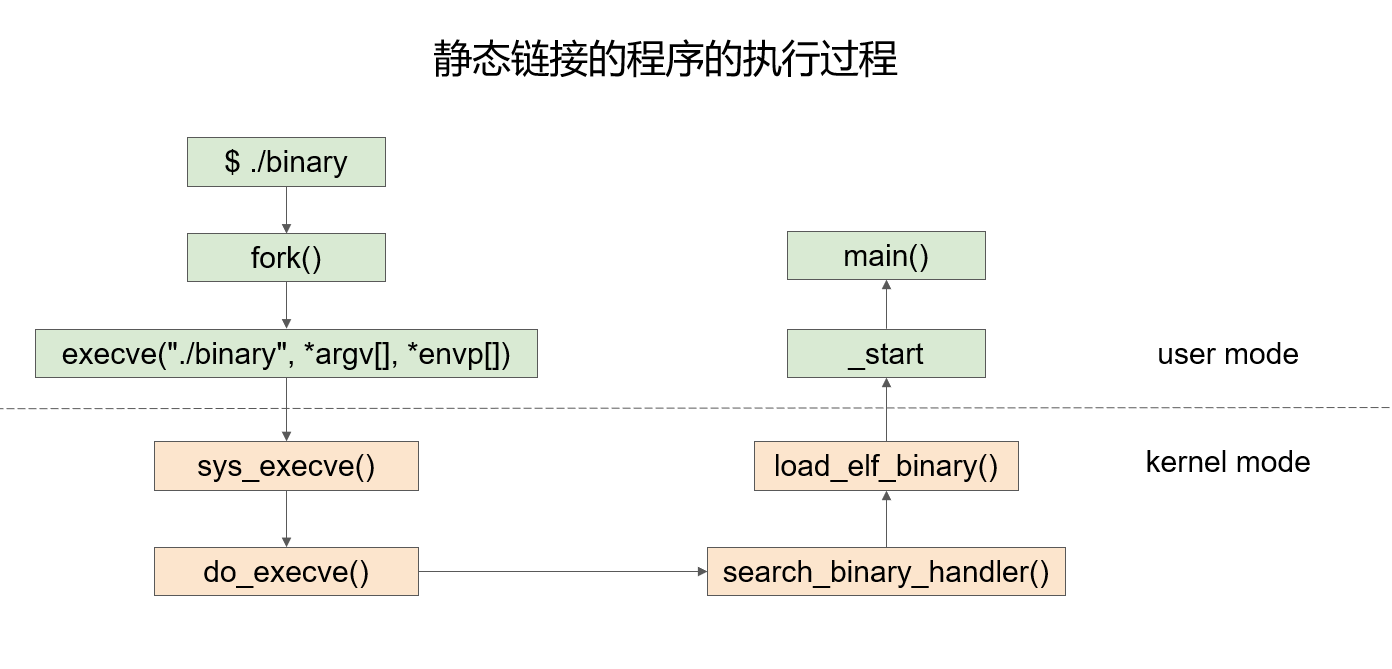 静态链接的程序的执行过程
$ ./binary
fork()
execve("./binary", *argv[], *envp[])
sys_execve()
do_execve()
search_binary_handler()
load_elf_binary()
_start
main()
user mode
kernel mode